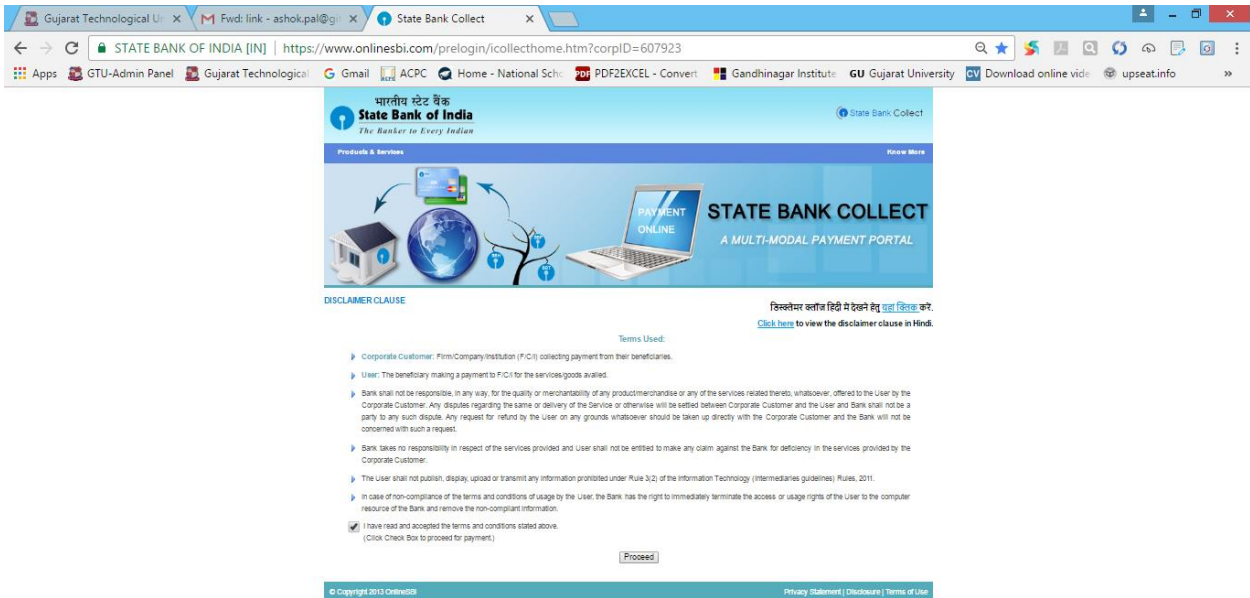 Gujarat Technological Un
Fwd: link - ashok.pal@git
State Bank Collect
STATE BANK OF INDIA [IN] | https://www.onlinesbi.com/prelogin/icollecthome.htm?corpID=607923
Apps GTU-Admin Panel Gujarat Technological Gmail ACPC Home - National Scho PDF2EXCEL - Convert Gandhinagar Institute GU Gujarat University CV Download online vide upseat.info »
भारतीय स्टेट बैंक
State Bank of India
The Banker to Every Indian
State Bank Collect
Products & Services Know More
PAYMENT
ONLINE
STATE BANK COLLECT
A MULTI-MODAL PAYMENT PORTAL
DISCLAIMER CLAUSE
डिस्क्लेमर क्लॉज हिंदी में देखने हेतु यहां क्लिक करें.
Click here to view the disclaimer clause in Hindi.
Terms Used:
Corporate Customer: Firm/Company/Institution (F/C/I) collecting payment from their beneficiaries.
User: The beneficiary making a payment to F/C/I for the services/goods availed.
Bank shall not be responsible, in any way, for the quality or merchantability of any product/merchandise or any of the services related thereto, whatsoever, offered to the User by the
Corporate Customer. Any disputes regarding the same or delivery of the Service or otherwise will be settled between Corporate Customer and the User and Bank shall not be a
party to any such dispute. Any request for refund by the User on any grounds whatsoever should be taken up directly with the Corporate Customer and the Bank will not be
concerned with such a request.
Bank takes no responsibility in respect of the services provided and User shall not be entitled to make any claim against the Bank for deficiency in the services provided by the
Corporate Customer.
The User shall not publish, display, upload or transmit any information prohibited under Rule 3(2) of the Information Technology (Intermediaries guidelines) Rules, 2011.
In case of non-compliance of the terms and conditions of usage by the User, the Bank has the right to immediately terminate the access or usage rights of the User to the computer
resource of the Bank and remove the non-compliant information.
I have read and accepted the terms and conditions stated above.
(Click Check Box to proceed for payment.)
Proceed
© Copyright 2013 OnlineSBI Privacy Statement | Disclosure | Terms of Use